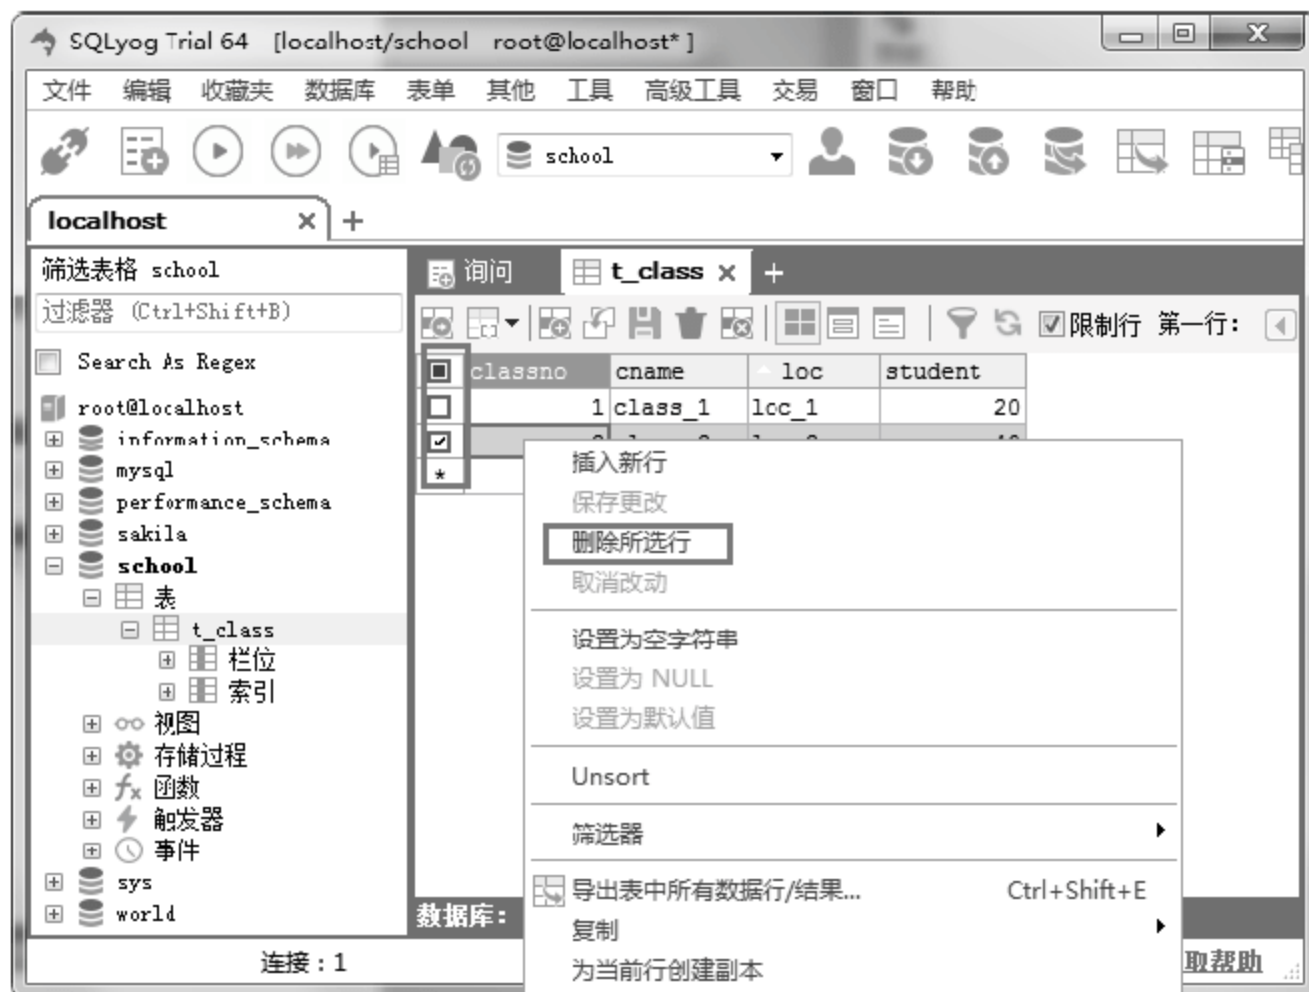 SQLyog Trial 64 [localhost/school root@localhost* ]
文件 编辑 收藏夹 数据库 表单 其他 工具 高级工具 交易 窗口 帮助
school
localhost
筛选表格 school
过滤器 (Ctrl+Shift+B)
Search As Regex
root@localhost
information_schema
mysql
performance_schema
sakila
school
表
t_class
栏位
索引
视图
存储过程
fx 函数
触发器
事件
sys
world
询问 t_class
限制行 第一行:
classno cname loc student
1 class_1 loc_1 20
*
插入新行
保存更改
删除所选行
取消改动
设置为空字符串
设置为 NULL
设置为默认值
Unsort
筛选器
导出表中所有数据行/结果... Ctrl+Shift+E
复制
为当前行创建副本
数据库:
连接:1
取帮助